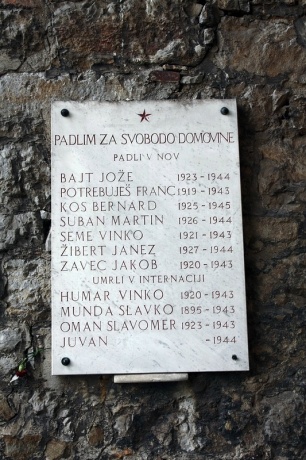 PADLIM ZA SVOBODO DOMOVINE
PADLI V NOV
BAJT JOŽE 1923-1944
POTREBUJEŠ FRANC 1919-1943
KOS BERNARD 1925-1945
SUBAN MARTIN 1926-1944
SEME VINKO 1921-1943
ŽIBERT JANEZ 1927-1944
ZAVEC JAKOB 1920-1943
UMRLI V INTERNACIJI
HUMAR VINKO 1920-1943
MUNDA SLAVKO 1895-1943
OMAN SLAVOMER 1923-1943
JUVAN -1944